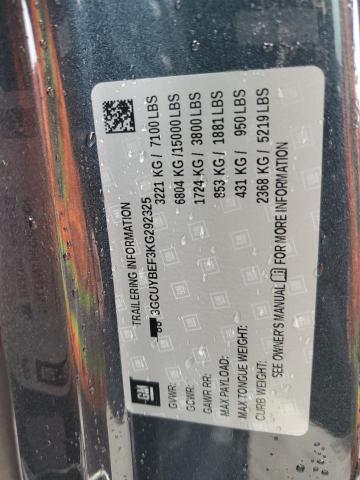 GM
TRAILERING INFORMATION
3GCUYBEF3KG292325
GVWR: 3221 KG / 7100 LBS
GCWR: 6804 KG /15000 LBS
GAWR RR: 1724 KG / 3800 LBS
MAX PAYLOAD: 853 KG / 1881 LBS
MAX TONGUE WEIGHT: 431 KG / 950 LBS
CURB WEIGHT: 2368 KG / 5219 LBS
SEE OWNER'S MANUAL FOR MORE INFORMATION